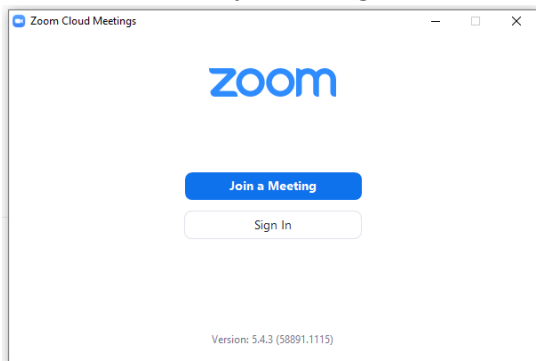 Zoom Cloud Meetings
zoom
Join a Meeting
Sign In
Version: 5.4.3 (58891.1115)